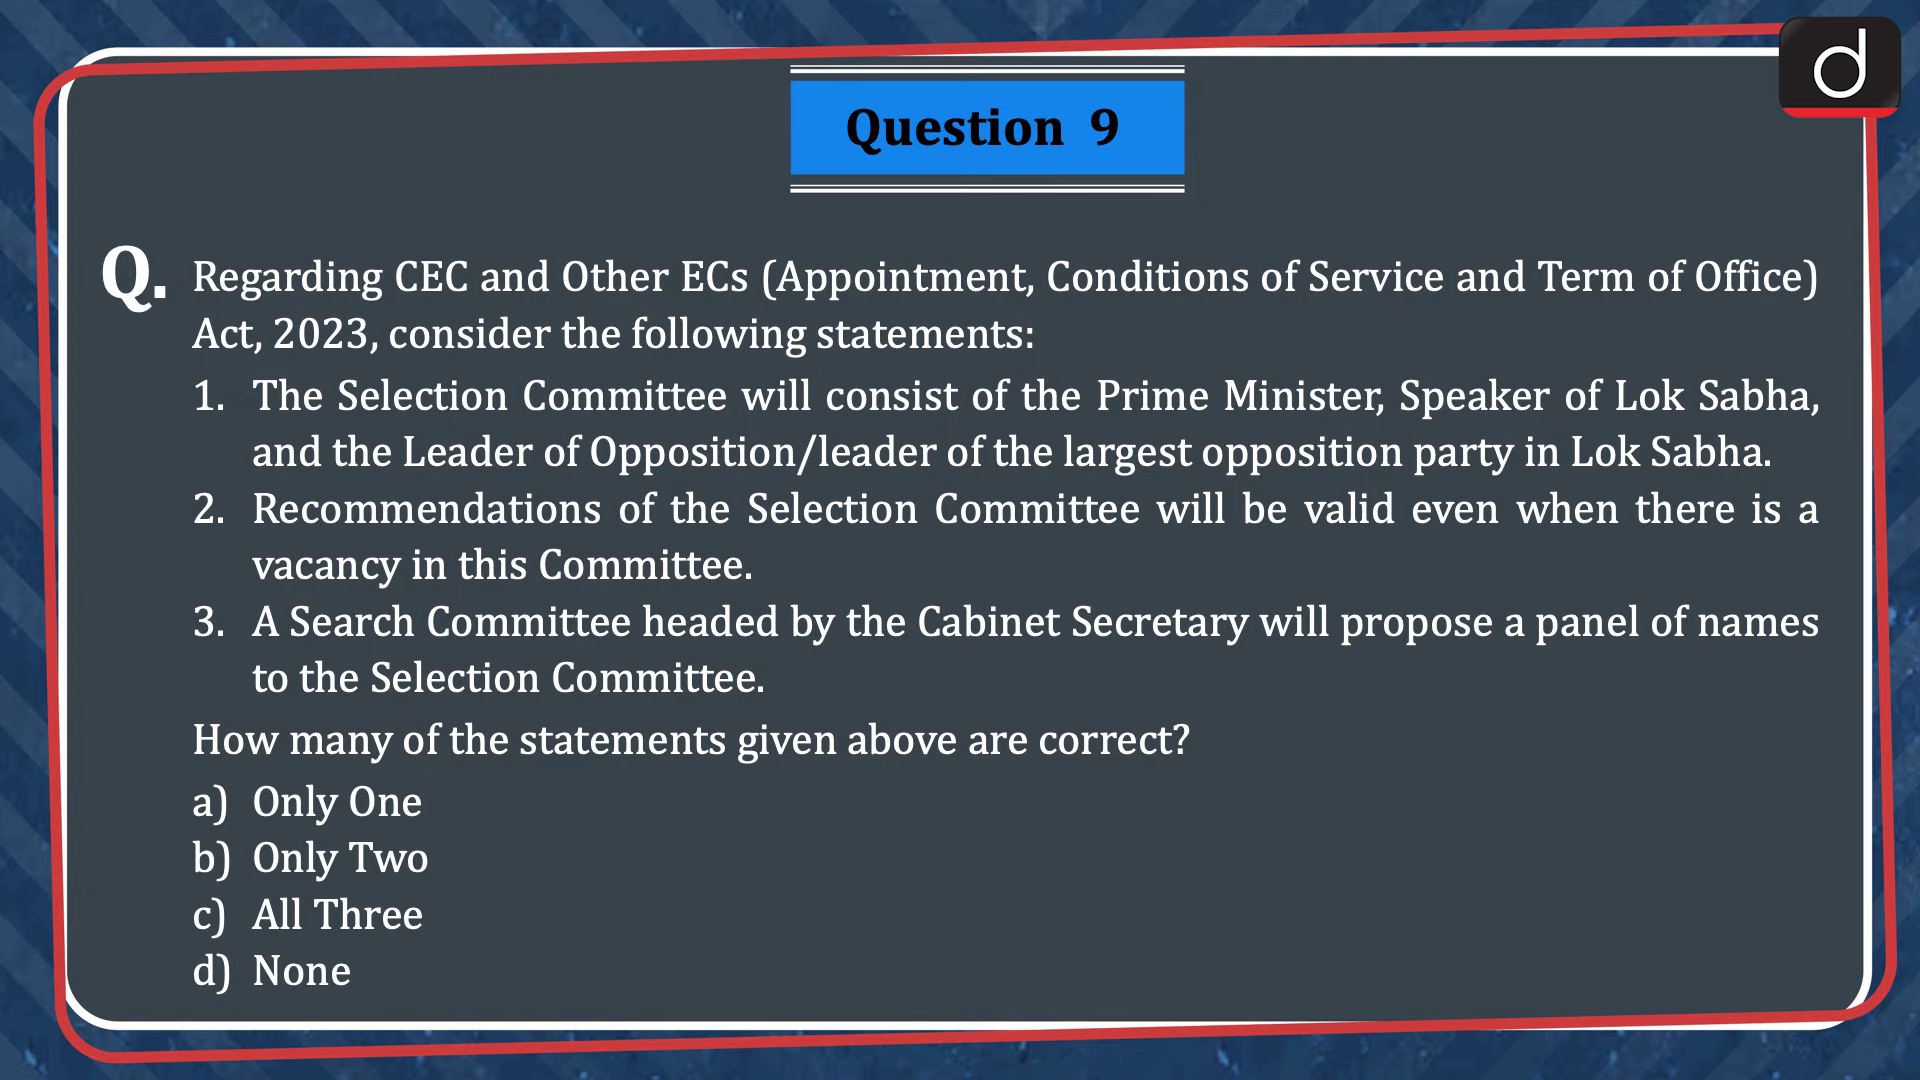 d
Question 9
Q. Regarding CEC and Other ECs (Appointment, Conditions of Service and Term of Office)
Act, 2023, consider the following statements:
1. The Selection Committee will consist of the Prime Minister, Speaker of Lok Sabha,
and the Leader of Opposition/leader of the largest opposition party in Lok Sabha.
2. Recommendations of the Selection Committee will be valid even when there is a
vacancy in this Committee.
3. A Search Committee headed by the Cabinet Secretary will propose a panel of names
to the Selection Committee.
How many of the statements given above are correct?
a) Only One
b) Only Two
c) All Three
d) None